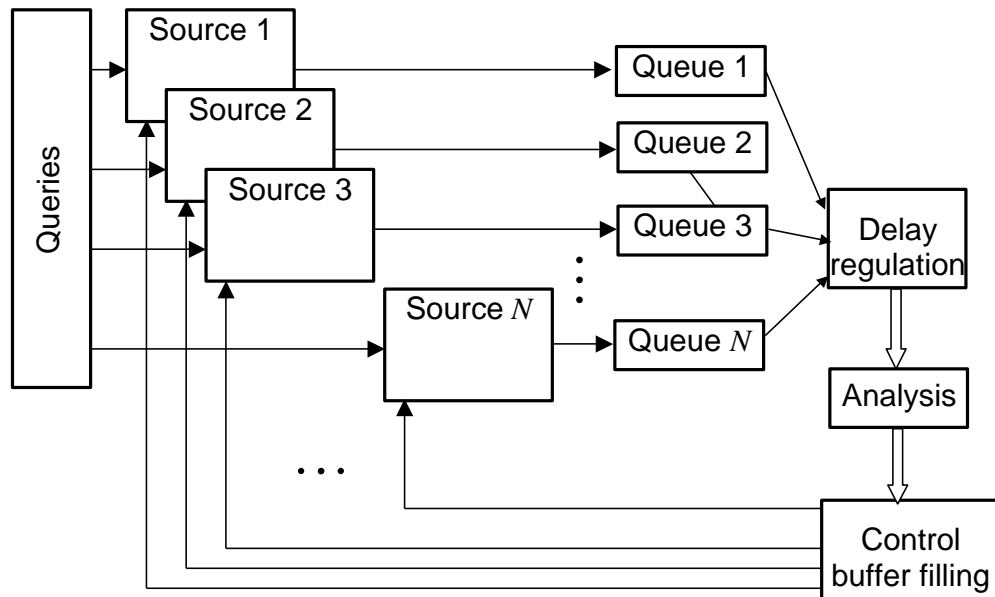 Queries
Source 1
Source 2
Source 3
Source N
Queue 1
Queue 2
Queue 3
Queue N
Delay
regulation
Analysis
Control
buffer filling